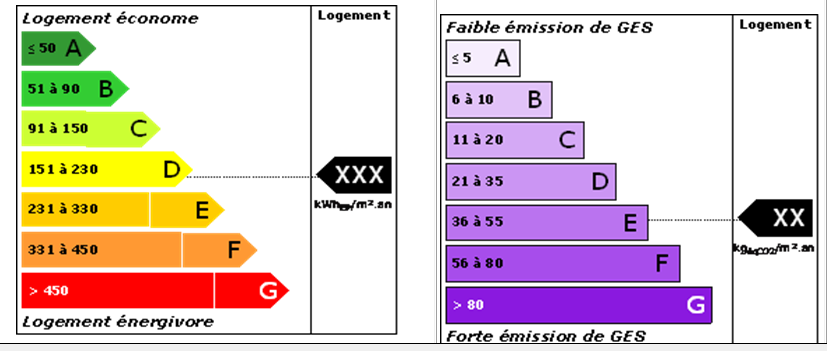 Logement économe
Logement
≤ 50 A
51 à 90 B
91 à 150 C
151 à 230 D
XXX
kWhEP/m².an
231 à 330 E
331 à 450 F
> 450 G
Logement énergivore
Faible émission de GES
Logement
≤ 5 A
6 à 10 B
11 à 20 C
21 à 35 D
36 à 55 E
XX
kgéqCO2/m².an
56 à 80 F
> 80 G
Forte émission de GES